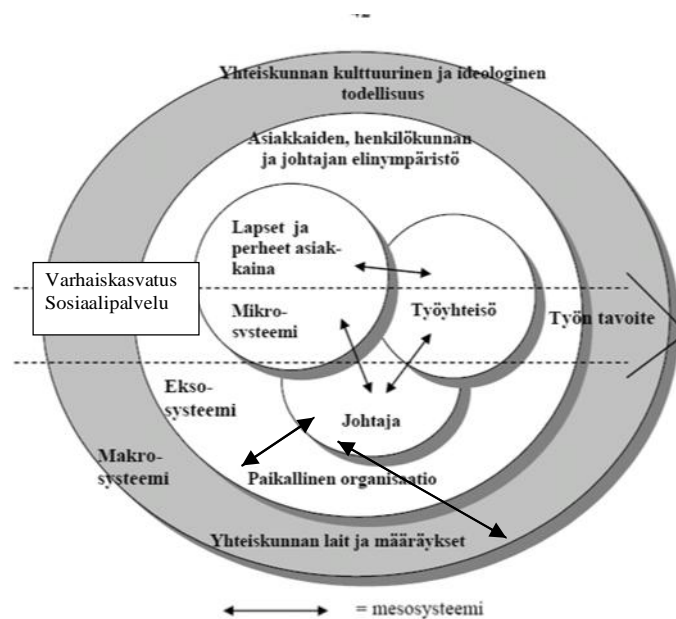 Yhteiskunnan kulttuurinen ja ideologinen
todellisuus
Asiakkaiden, henkilökunnan
ja johtajan elinympäristö
Lapset ja
perheet asiak-
kaina
Varhaiskasvatus
Sosiaalipalvelu
Mikro-
systeemi
Työyhteisö
Työn tavoite
Ekso-
systeemi
Johtaja
Makro-
systeemi
Paikallinen organisaatio
Yhteiskunnan lait ja määräykset
= mesosysteemi